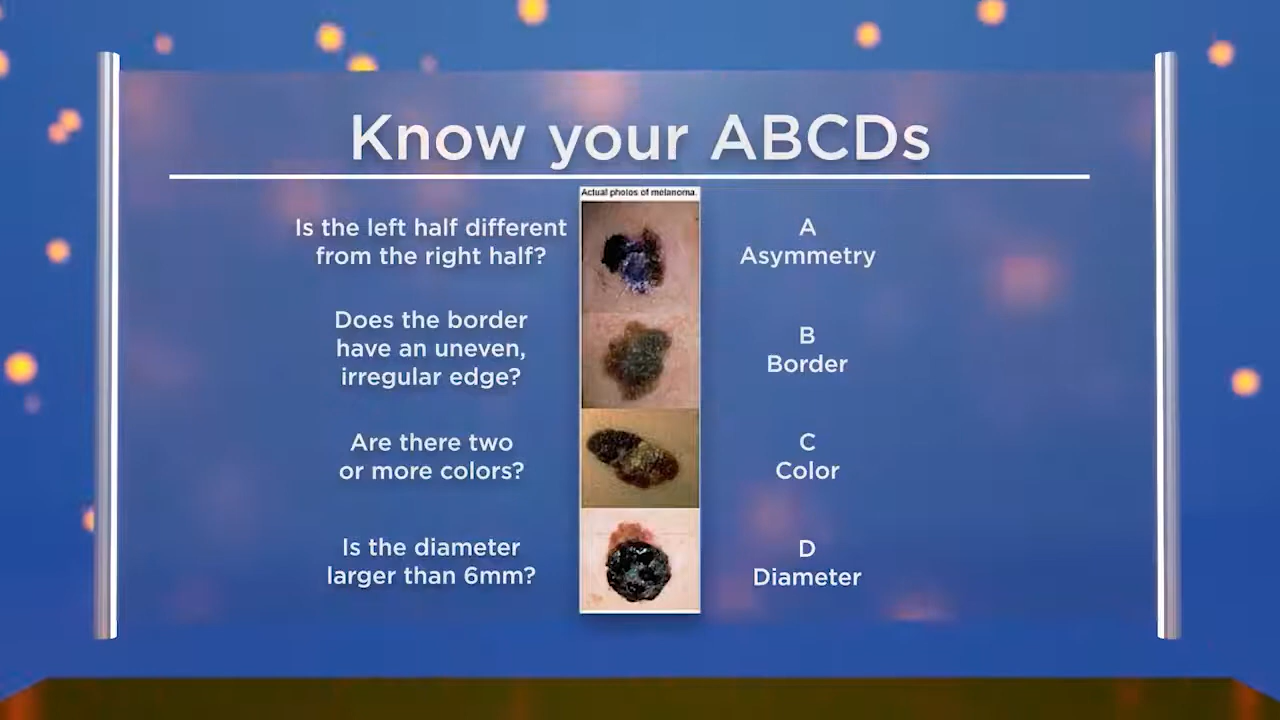 Know your ABCDs
Actual photos of melanoma.
Is the left half different
from the right half?
A
Asymmetry
Does the border
have an uneven,
irregular edge?
B
Border
Are there two
or more colors?
C
Color
Is the diameter
larger than 6mm?
D
Diameter